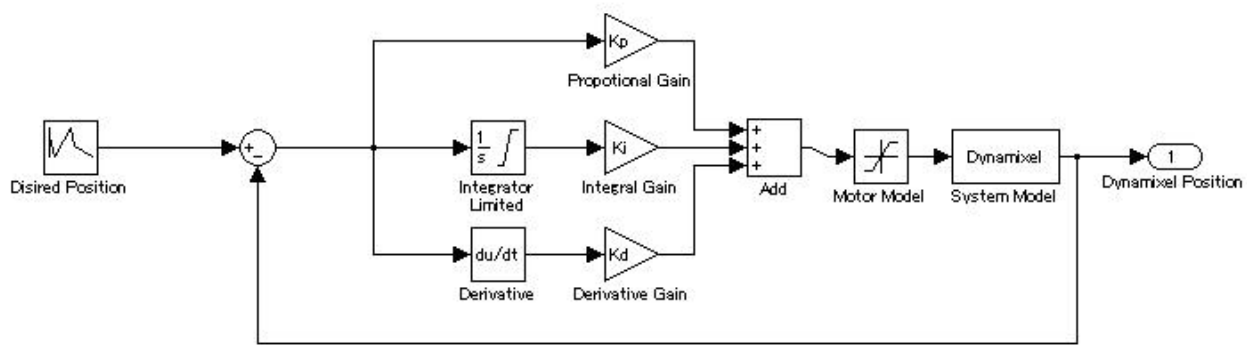 Kp
Propotional Gain
Disired Position
+
−
1
s
Integrator
Limited
Ki
Integral Gain
+
+
+
Add
Motor Model
Dynamixel
System Model
1
Dynamixel Position
du/dt
Derivative
Kd
Derivative Gain